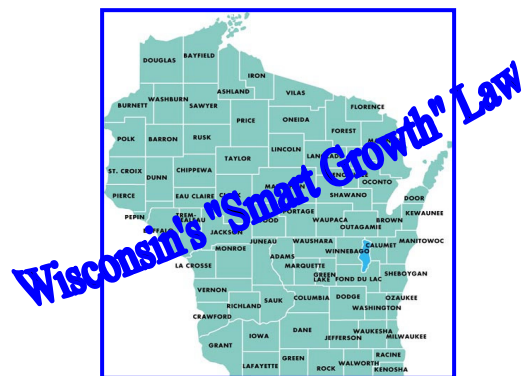 Wisconsin's "Smart Growth" Law
DOUGLAS
BAYFIELD
IRON
ASHLAND
VILAS
FLORENCE
BURNETT
WASHBURN
SAWYER
PRICE
ONEIDA
FOREST
POLK
BARRON
RUSK
LINCOLN
TAYLOR
ST. CROIX
DUNN
CHIPPEWA
OCONTO
PIERCE
EAU CLAIRE
SHAWANO
DOOR
PEPIN
KEWAUNEE
WAUPACA
BROWN
OUTAGAMIE
JACKSON
MONROE
JUNEAU
ADAMS
WAUSHARA
WINNEBAGO
CALUMET
MANITOWOC
LA CROSSE
MARQUETTE
GREEN
LAKE
FOND DU LAC
SHEBOYGAN
VERNON
RICHLAND
SAUK
COLUMBIA
DODGE
OZAUKEE
WASHINGTON
CRAWFORD
GRANT
IOWA
DANE
JEFFERSON
WAUKESHA
MILWAUKEE
LAFAYETTE
GREEN
ROCK
WALWORTH
RACINE
KENOSHA